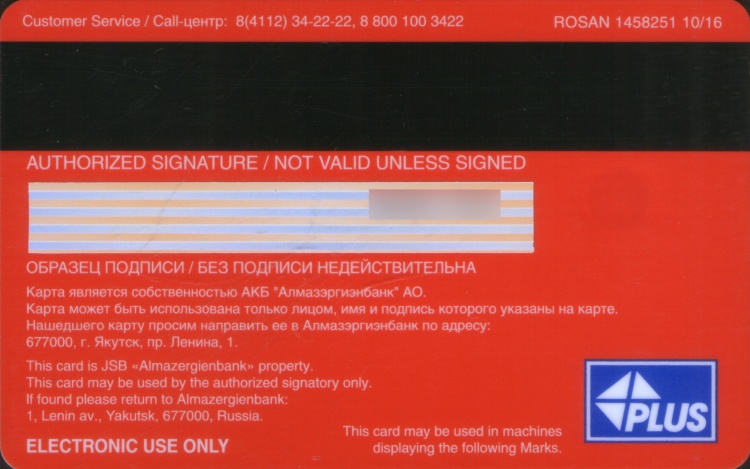 Customer Service / Call-центр: 8(4112) 34-22-22, 8 800 100 3422
ROSAN 1458251 10/16
AUTHORIZED SIGNATURE / NOT VALID UNLESS SIGNED
ОБРАЗЕЦ ПОДПИСИ / БЕЗ ПОДПИСИ НЕДЕЙСТВИТЕЛЬНА
Карта является собственностью АКБ "Алмазэргиэнбанк" АО.
Карта может быть использована только лицом, имя и подпись которого указаны на карте.
Нашедшего карту просим направить ее в Алмазэргиэнбанк по адресу:
677000, г. Якутск, пр. Ленина, 1.
This card is JSB «Almazergienbank» property.
This card may be used by the authorized signatory only.
If found please return to Almazergienbank:
1, Lenin av., Yakutsk, 677000, Russia.
ELECTRONIC USE ONLY
This card may be used in machines
displaying the following Marks.
PLUS